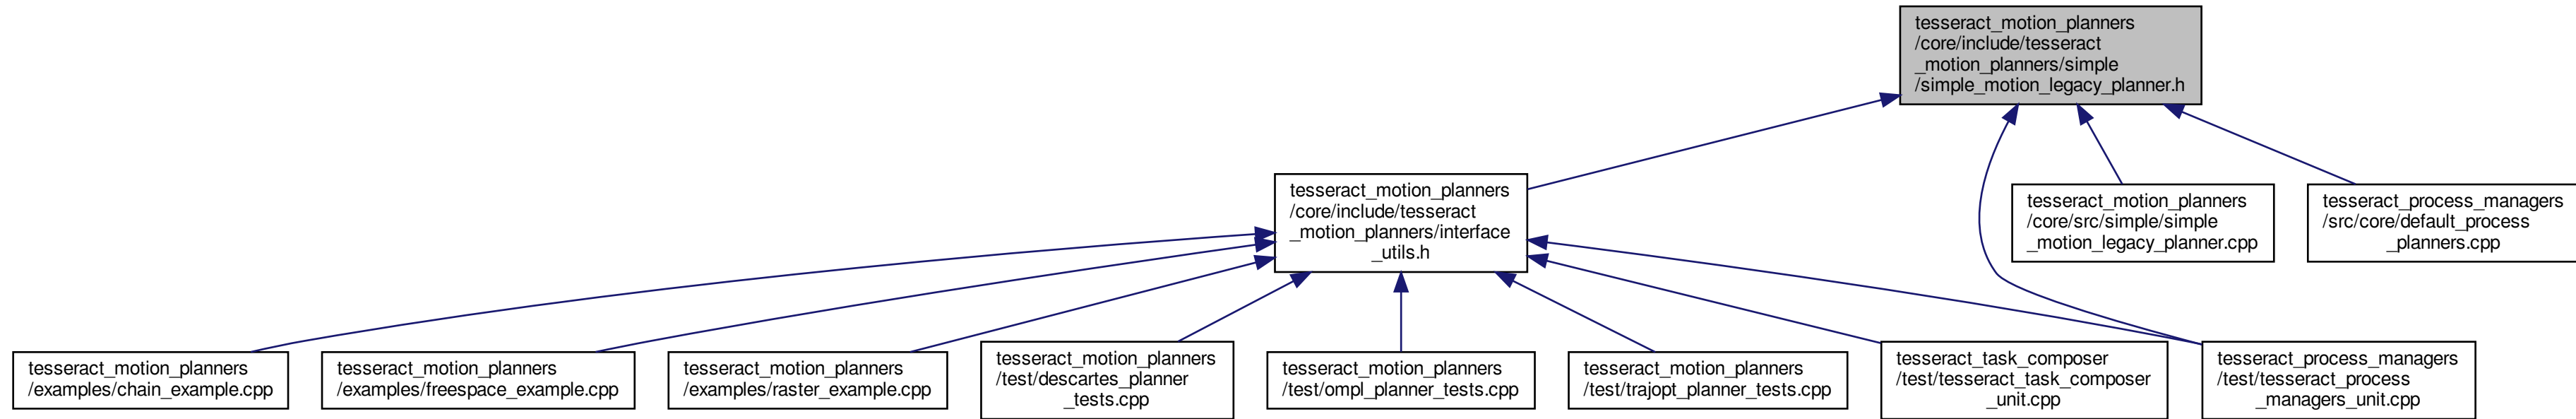 tesseract_motion_planners
/core/include/tesseract
_motion_planners/simple
/simple_motion_legacy_planner.h
tesseract_motion_planners
/core/include/tesseract
_motion_planners/interface
_utils.h
tesseract_motion_planners
/core/src/simple/simple
_motion_legacy_planner.cpp
tesseract_process_managers
/src/core/default_process
_planners.cpp
tesseract_motion_planners
/examples/chain_example.cpp
tesseract_motion_planners
/examples/freespace_example.cpp
tesseract_motion_planners
/examples/raster_example.cpp
tesseract_motion_planners
/test/descartes_planner
_tests.cpp
tesseract_motion_planners
/test/ompl_planner_tests.cpp
tesseract_motion_planners
/test/trajopt_planner_tests.cpp
tesseract_task_composer
/test/tesseract_task_composer
_unit.cpp
tesseract_process_managers
/test/tesseract_process
_managers_unit.cpp